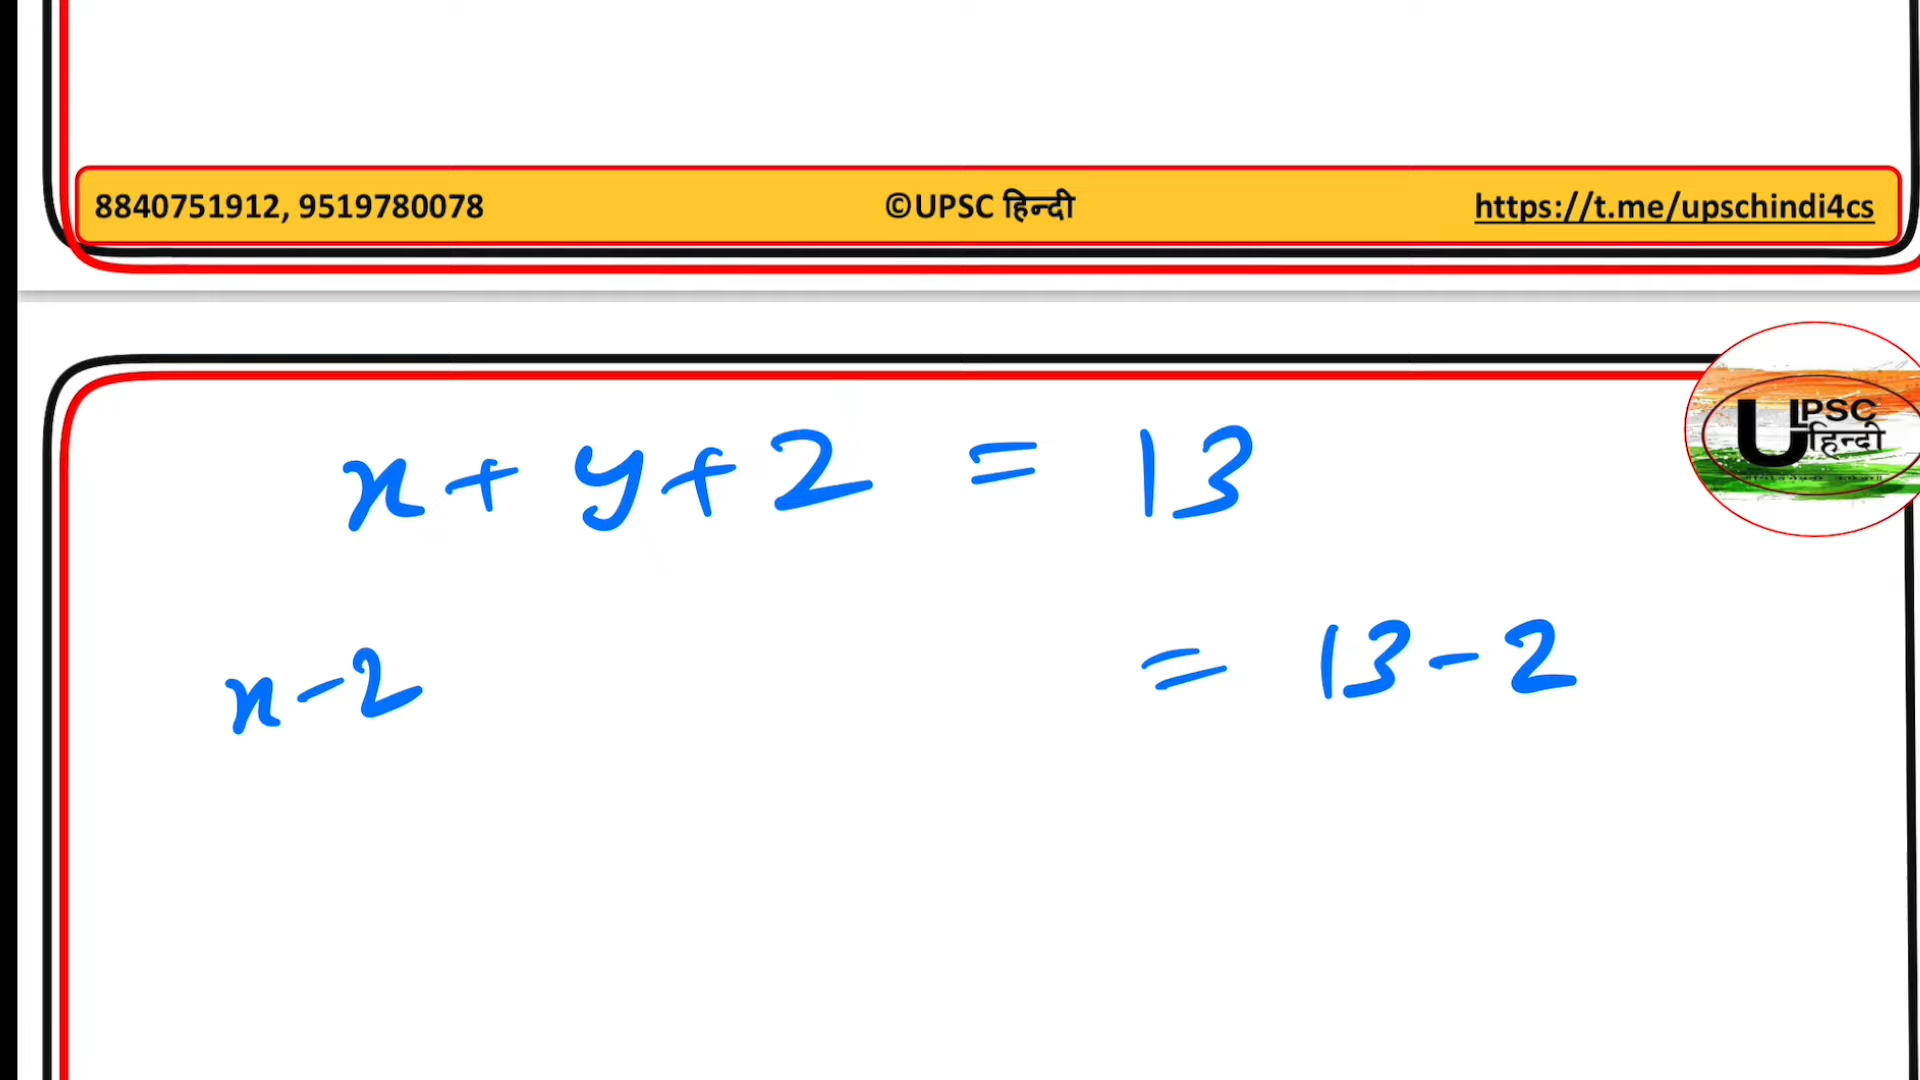 8840751912, 9519780078 ©UPSC हिन्दी https://t.me/upschindi4cs
UPSC
हिन्दी
x + y + 2 = 13
x - 2 = 13 - 2